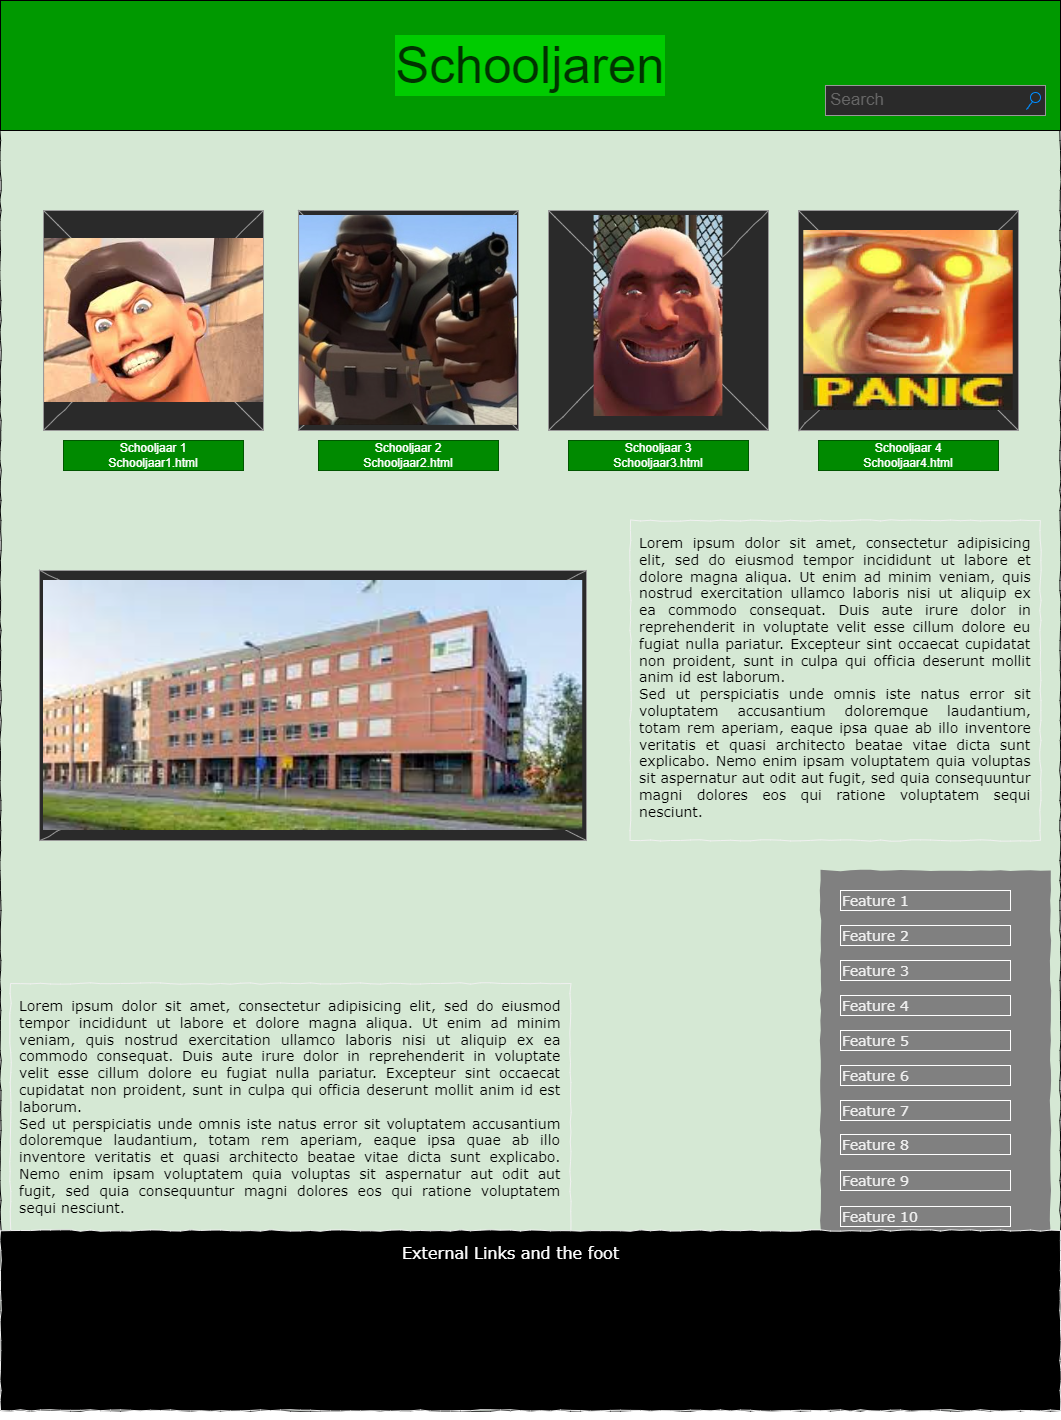 Schooljaren
Search
PANIC
Schooljaar 1
Schooljaar1.html
Schooljaar 2
Schooljaar2.html
Schooljaar 3
Schooljaar3.html
Schooljaar 4
Schooljaar4.html
Lorem ipsum dolor sit amet, consectetur adipisicing
elit, sed do eiusmod tempor incididunt ut labore et
dolore magna aliqua. Ut enim ad minim veniam, quis
nostrud exercitation ullamco laboris nisi ut aliquip ex
ea commodo consequat. Duis aute irure dolor in
reprehenderit in voluptate velit esse cillum dolore eu
fugiat nulla pariatur. Excepteur sint occaecat cupidatat
non proident, sunt in culpa qui officia deserunt mollit
anim id est laborum.
Sed ut perspiciatis unde omnis iste natus error sit
voluptatem accusantium doloremque laudantium,
totam rem aperiam, eaque ipsa quae ab illo inventore
veritatis et quasi architecto beatae vitae dicta sunt
explicabo. Nemo enim ipsam voluptatem quia voluptas
sit aspernatur aut odit aut fugit, sed quia consequuntur
magni dolores eos qui ratione voluptatem sequi
nesciunt.
Feature 1
Feature 2
Feature 3
Feature 4
Feature 5
Feature 6
Feature 7
Feature 8
Feature 9
Feature 10
Lorem ipsum dolor sit amet, consectetur adipisicing elit, sed do eiusmod
tempor incididunt ut labore et dolore magna aliqua. Ut enim ad minim
veniam, quis nostrud exercitation ullamco laboris nisi ut aliquip ex ea
commodo consequat. Duis aute irure dolor in reprehenderit in voluptate
velit esse cillum dolore eu fugiat nulla pariatur. Excepteur sint occaecat
cupidatat non proident, sunt in culpa qui officia deserunt mollit anim id est
laborum.
Sed ut perspiciatis unde omnis iste natus error sit voluptatem accusantium
doloremque laudantium, totam rem aperiam, eaque ipsa quae ab illo
inventore veritatis et quasi architecto beatae vitae dicta sunt explicabo.
Nemo enim ipsam voluptatem quia voluptas sit aspernatur aut odit aut
fugit, sed quia consequuntur magni dolores eos qui ratione voluptatem
sequi nesciunt.
External Links and the foot